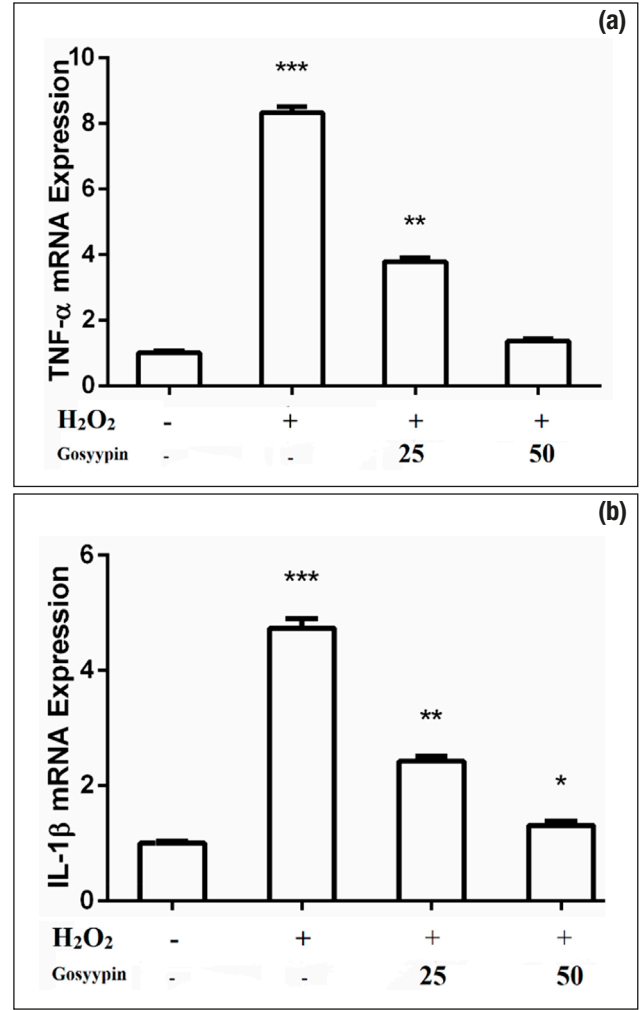 (a)
TNF-α mRNA Expression
10
8
6
4
2
0
***
**
H₂O₂ - + + +
Gosyypin - - 25 50
(b)
IL-1β mRNA Expression
6
4
2
0
***
**
*
H₂O₂ - + + +
Gosyypin - - 25 50